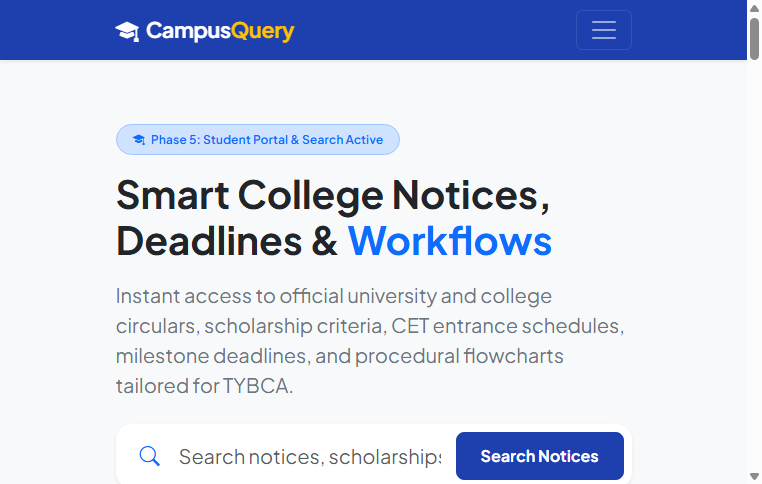 CampusQuery
Phase 5: Student Portal & Search Active
Smart College Notices,
Deadlines & Workflows
Instant access to official university and college
circulars, scholarship criteria, CET entrance schedules,
milestone deadlines, and procedural flowcharts
tailored for TYBCA.
Search notices, scholarships
Search Notices